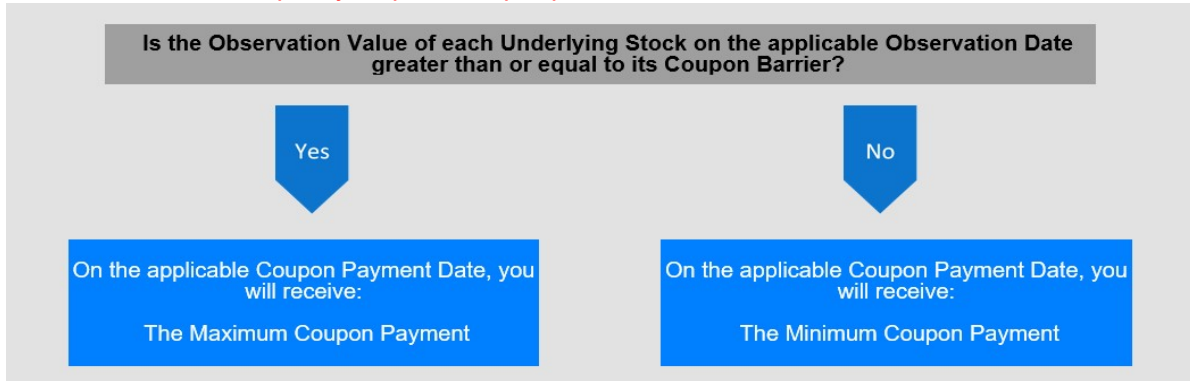 Is the Observation Value of each Underlying Stock on the applicable Observation Date
greater than or equal to its Coupon Barrier?
Yes
No
On the applicable Coupon Payment Date, you
will receive:
The Maximum Coupon Payment
On the applicable Coupon Payment Date, you
will receive:
The Minimum Coupon Payment